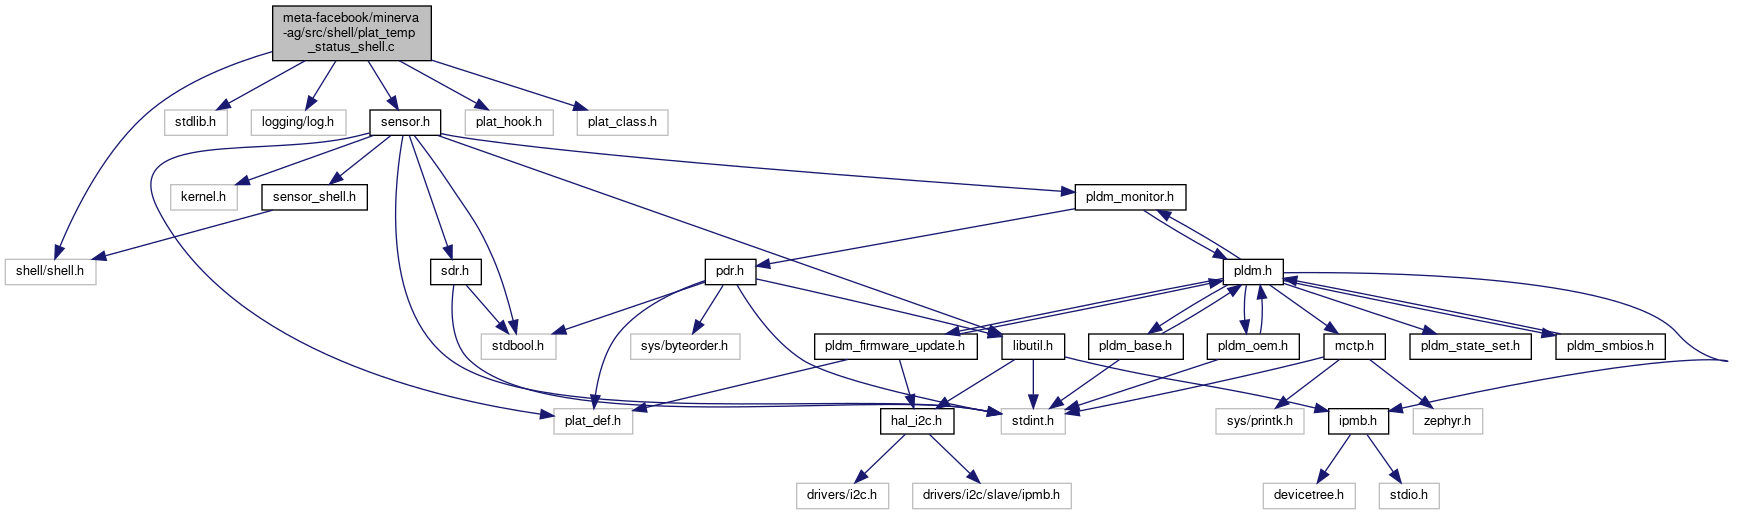 meta-facebook/minerva
-ag/src/shell/plat_temp
_status_shell.c
stdlib.h
logging/log.h
sensor.h
plat_hook.h
plat_class.h
kernel.h
sensor_shell.h
pldm_monitor.h
shell/shell.h
sdr.h
pdr.h
pldm.h
stdbool.h
sys/byteorder.h
pldm_firmware_update.h
libutil.h
pldm_base.h
pldm_oem.h
mctp.h
pldm_state_set.h
pldm_smbios.h
plat_def.h
hal_i2c.h
stdint.h
sys/printk.h
ipmb.h
zephyr.h
drivers/i2c.h
drivers/i2c/slave/ipmb.h
devicetree.h
stdio.h